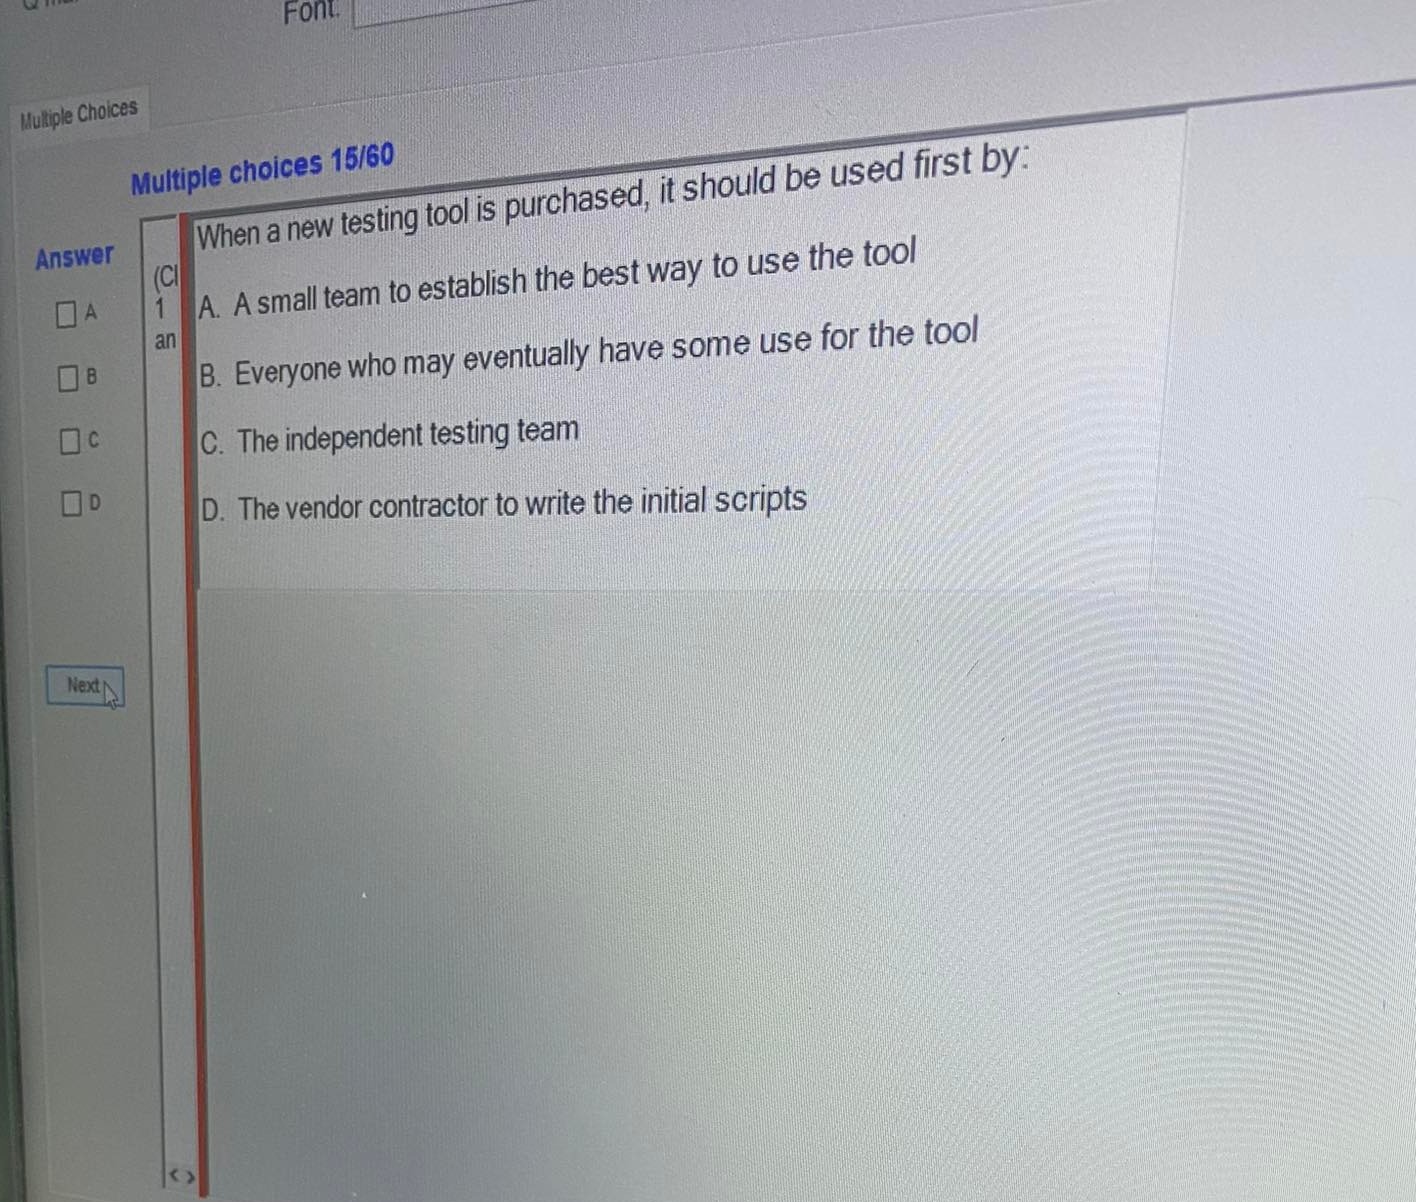 Font:
Multiple Choices
Multiple choices 15/60
Answer
A
B
C
D
Next
(Cl
1
an
When a new testing tool is purchased, it should be used first by:
A. A small team to establish the best way to use the tool
B. Everyone who may eventually have some use for the tool
C. The independent testing team
D. The vendor contractor to write the initial scripts